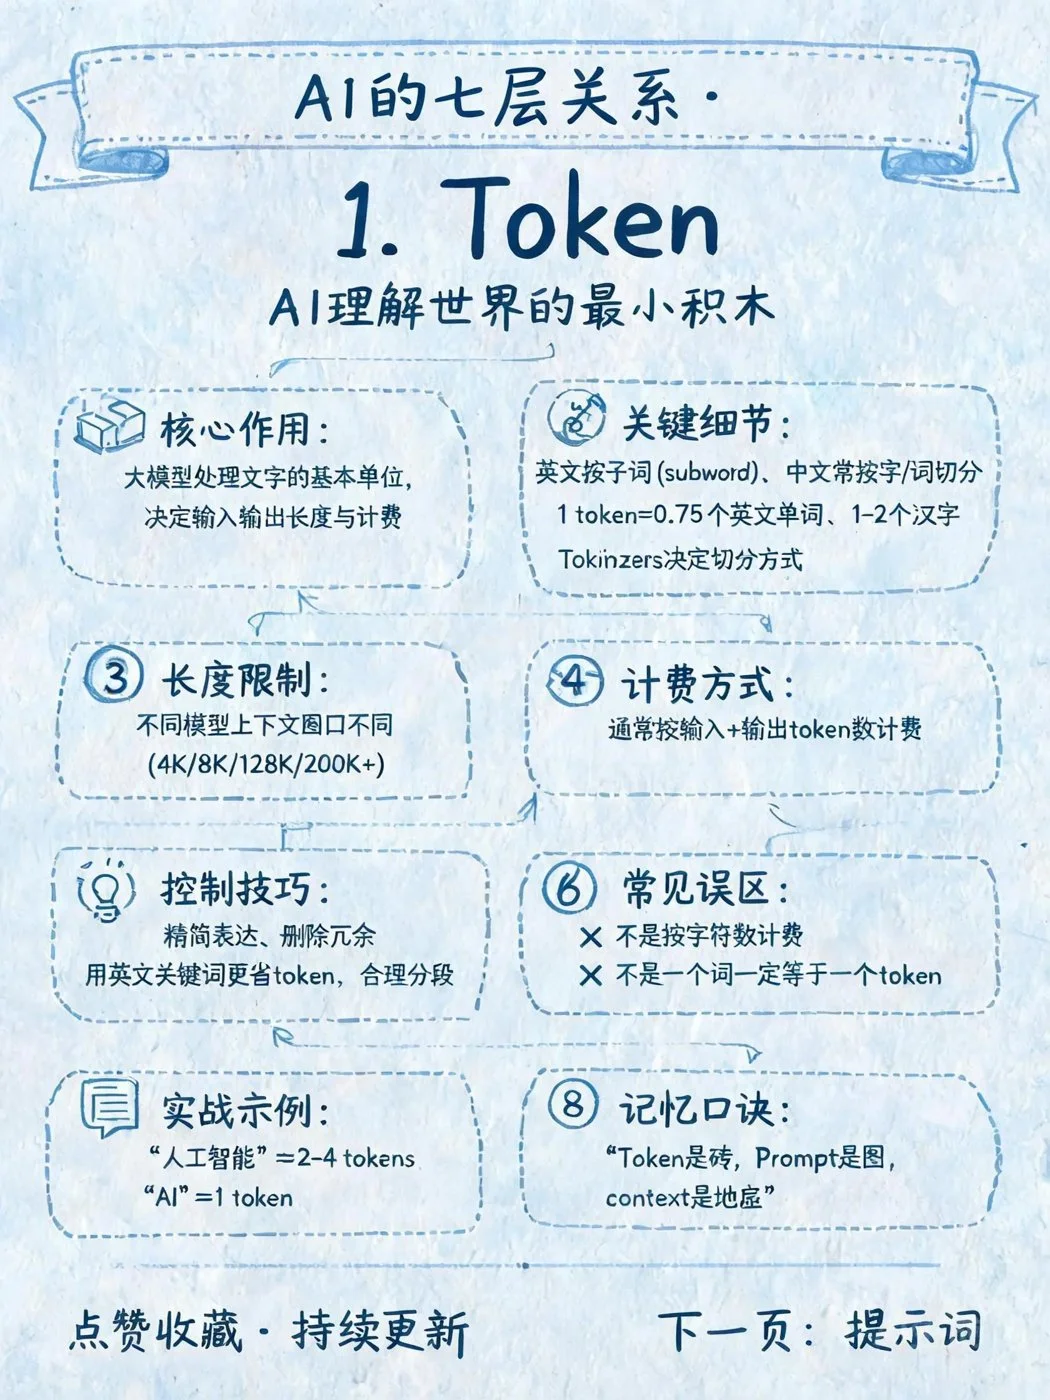 AI的七层关系·
1. Token
AI理解世界的最小积木
核心作用：
大模型处理文字的基本单位，
决定输入输出长度与计费
关键细节：
英文按子词(subword)、中文常按字/词切分
1 token=0.75个英文单词、1-2个汉字
Tokinzers决定切分方式
③ 长度限制：
不同模型上下文窗口不同
(4K/8K/128K/200K+)
④ 计费方式：
通常按输入+输出token数计费
控制技巧：
精简表达、删除冗余
用英文关键词更省token，合理分段
⑥ 常见误区：
✕ 不是按字符数计费
✕ 不是一个词一定等于一个token
实战示例：
“人工智能”=2-4 tokens
“AI”=1 token
⑧ 记忆口诀：
“Token是砖，Prompt是图，
context是地”
点赞收藏·持续更新
下一页：提示词